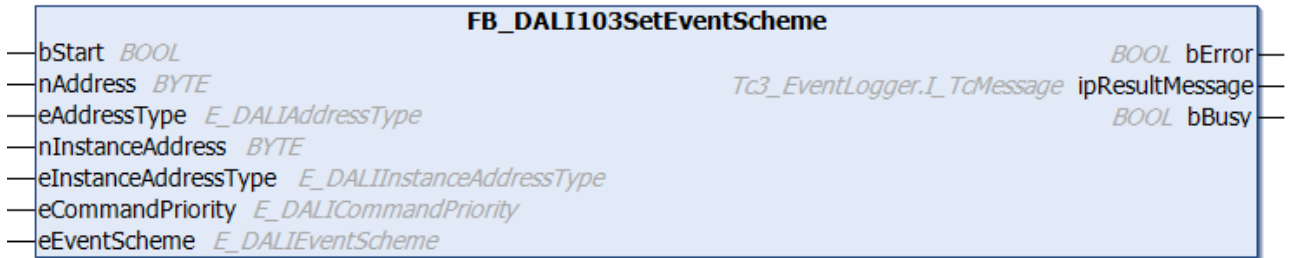 FB_DALI103SetEventScheme
bStart BOOL
BOOL bError
nAddress BYTE
Tc3_EventLogger.I_TcMessage ipResultMessage
eAddressType E_DALIAddressType
BOOL bBusy
nInstanceAddress BYTE
eInstanceAddressType E_DALIInstanceAddressType
eCommandPriority E_DALICommandPriority
eEventScheme E_DALIEventScheme